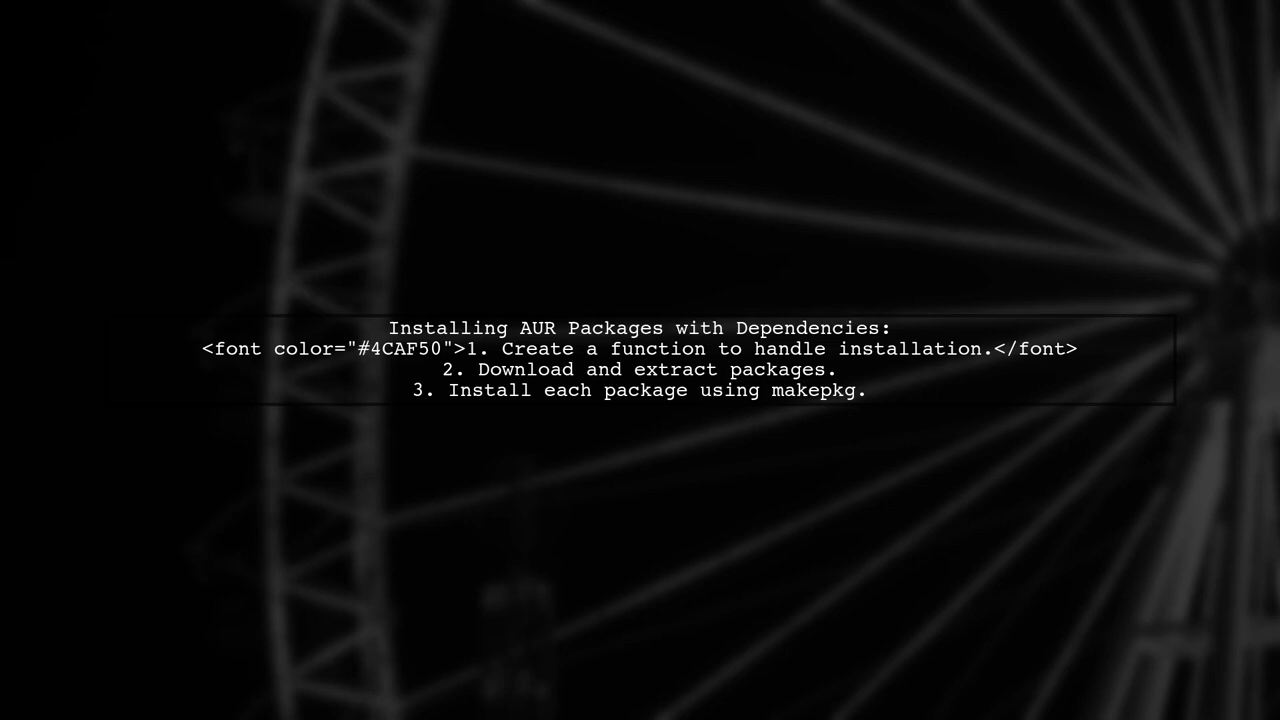 Installing AUR Packages with Dependencies:
<font color="#4CAF50">1. Create a function to handle installation.</font>
2. Download and extract packages.
3. Install each package using makepkg.